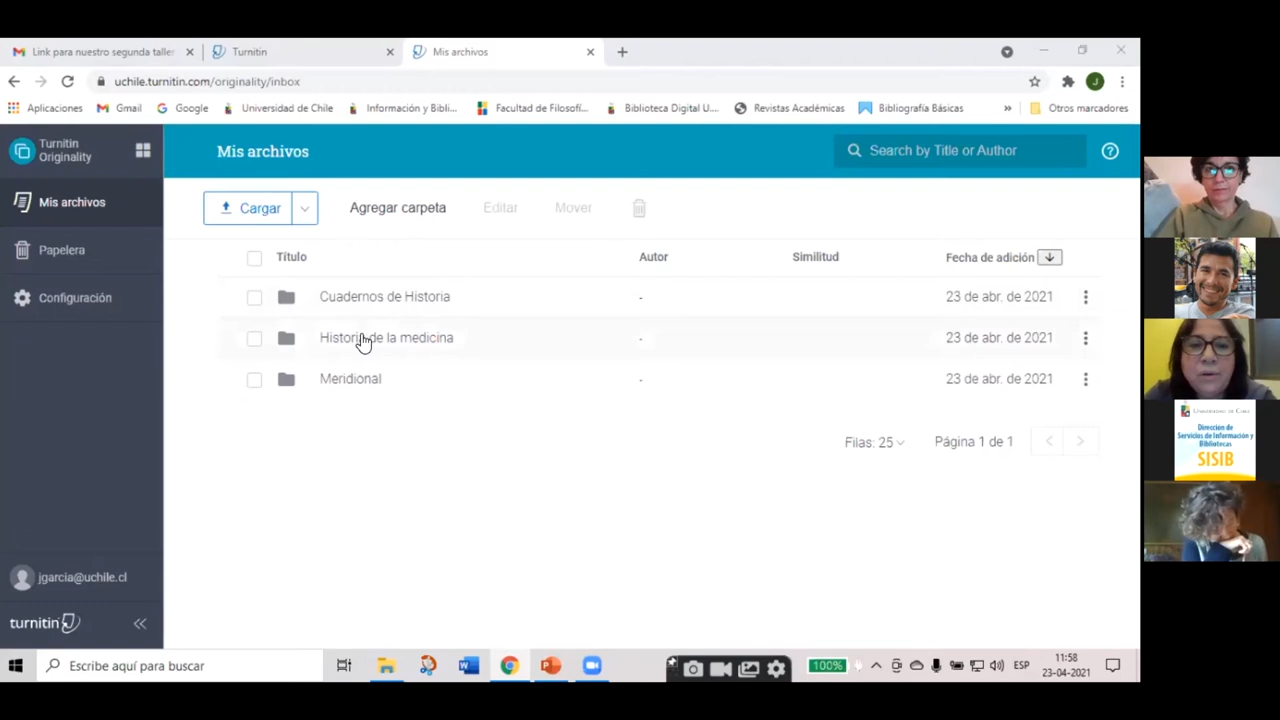 Link para nuestro segunda taller
Turnitin
Mis archivos
uchile.turnitin.com/originality/inbox
J
Aplicaciones
Gmail
Google
Universidad de Chile
Información y Bibli...
Facultad de Filosofí...
Biblioteca Digital U...
Revistas Académicas
Bibliografía Básicas
»
Otros marcadores
Turnitin
Originality
Mis archivos
Search by Title or Author
Mis archivos
Papelera
Configuración
Cargar
Agregar carpeta
Editar
Mover
Título
Autor
Similitud
Fecha de adición
Cuadernos de Historia
-
23 de abr. de 2021
Historia de la medicina
-
23 de abr. de 2021
Meridional
-
23 de abr. de 2021
Filas: 25
Página 1 de 1
jgarcia@uchile.cl
turnitin
«
UNIVERSIDAD DE CHILE
Dirección de
Servicios de Información y
Bibliotecas
SISIB
Escribe aquí para buscar
100%
ESP
11:58
23-04-2021